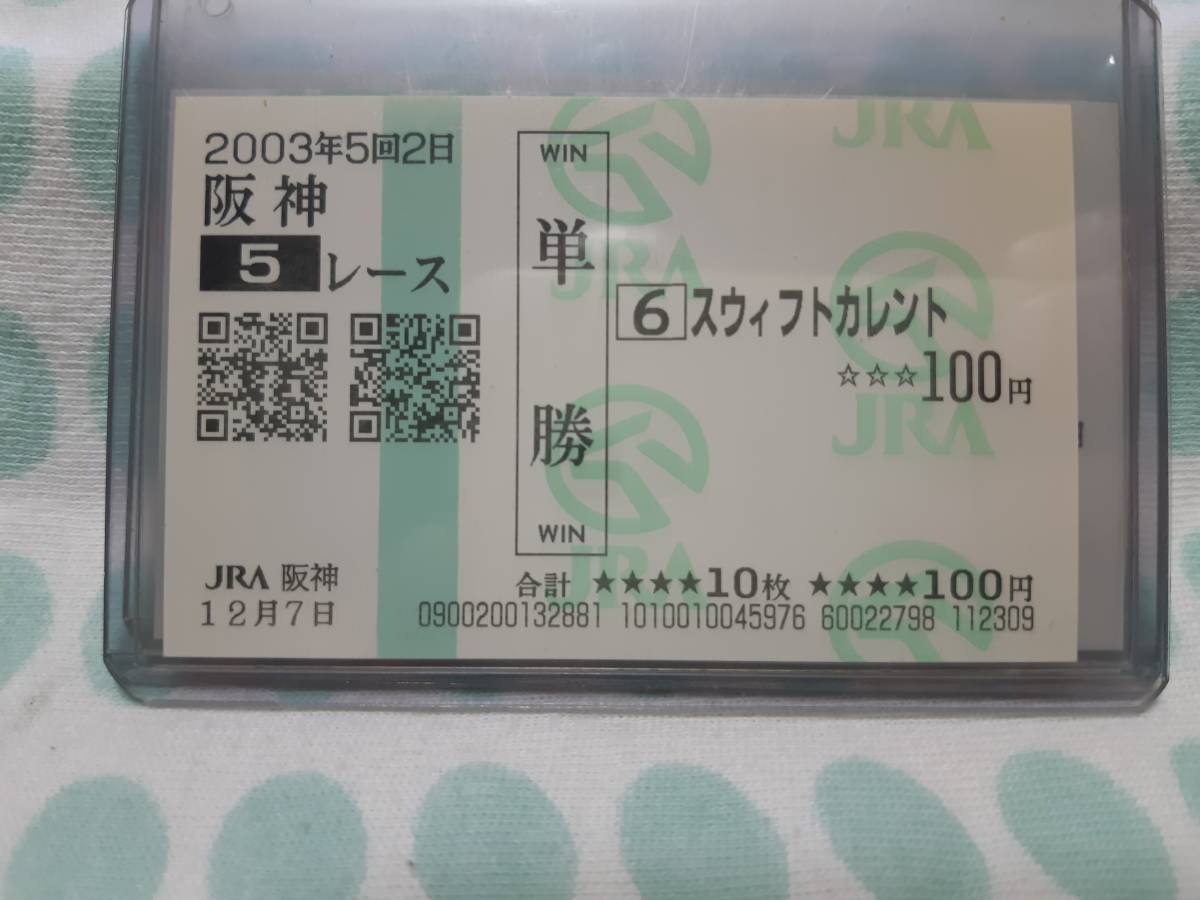 2003年5回2日
阪神
5レース
WIN
単勝
WIN
6スウィフトカレント
☆☆☆100円
JRA 阪神
12月7日
合計 ★★★★10枚 ★★★★100円
0900200132881 1010010045976 60022798 112309
JRA
JRA
JRA
JRA